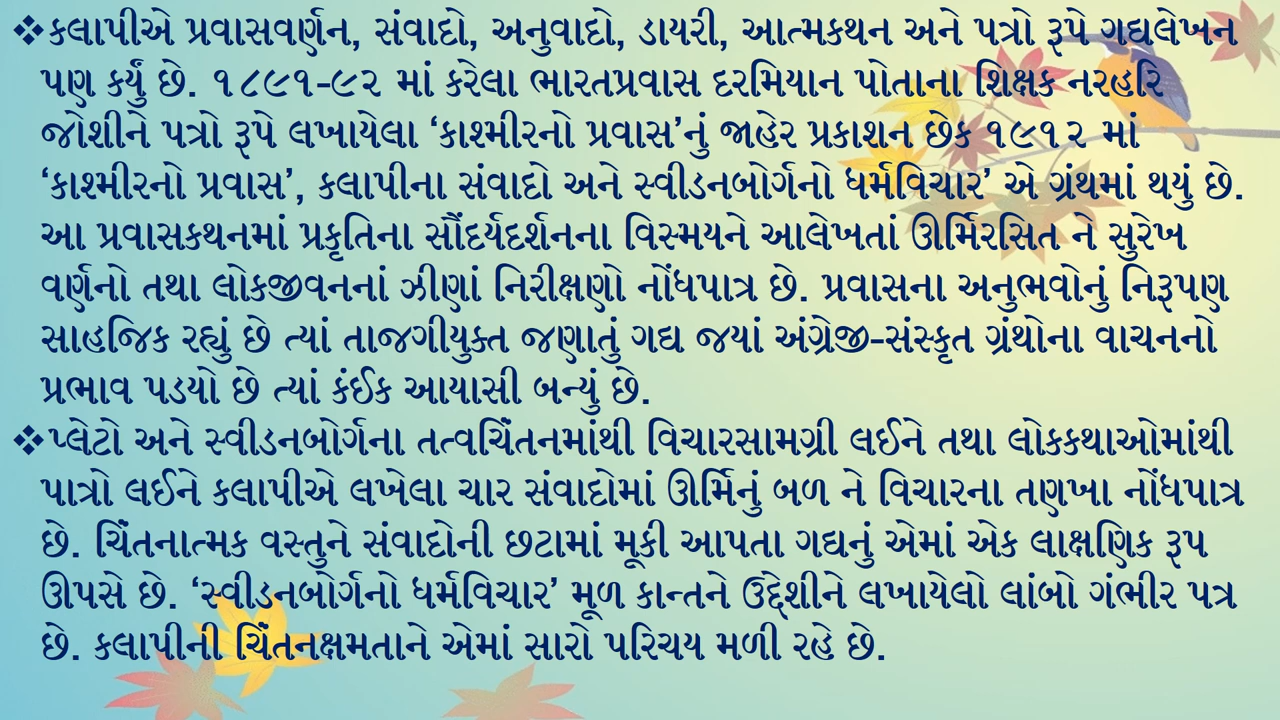 ❖કલાપીએ પ્રવાસવર્ણન, સંવાદો, અનુવાદો, ડાયરી, આત્મકથન અને પત્રો રૂપે ગદ્યલેખન
પણ કર્યું છે. ૧૮૯૧-૯૨ માં કરેલા ભારતપ્રવાસ દરમિયાન પોતાના શિક્ષક નરહરિ
જોશીને પત્રો રૂપે લખાયેલા ‘કાશ્મીરનો પ્રવાસ’નું જાહેર પ્રકાશન છેક ૧૯૧૨ માં
‘કાશ્મીરનો પ્રવાસ’, કલાપીના સંવાદો અને સ્વીડનબોર્ગનો ધર્મવિચાર’ એ ગ્રંથમાં થયું છે.
આ પ્રવાસકથનમાં પ્રકૃતિના સૌંદર્યદર્શનના વિસ્મયને આલેખતાં ઊર્મિરસિત ને સુરેખ
વર્ણનો તથા લોકજીવનનાં ઝીણાં નિરીક્ષણો નોંધપાત્ર છે. પ્રવાસના અનુભવોનું નિરૂપણ
સાહજિક રહ્યું છે ત્યાં તાજગીયુક્ત જણાતું ગદ્ય જયાં અંગ્રેજી-સંસ્કૃત ગ્રંથોના વાચનનો
પ્રભાવ પડયો છે ત્યાં કંઈક આયાસી બન્યું છે.
❖પ્લેટો અને સ્વીડનબોર્ગના તત્વચિંતનમાંથી વિચારસામગ્રી લઈને તથા લોકકથાઓમાંથી
પાત્રો લઈને કલાપીએ લખેલા ચાર સંવાદોમાં ઊર્મિનું બળ ને વિચારના તણખા નોંધપાત્ર
છે. ચિંતનાત્મક વસ્તુને સંવાદોની છટામાં મૂકી આપતા ગદ્યનું એમાં એક લાક્ષણિક રૂપ
ઊપસે છે. ‘સ્વીડનબોર્ગનો ધર્મવિચાર’ મૂળ કાન્તને ઉદ્દેશીને લખાયેલો લાંબો ગંભીર પત્ર
છે. કલાપીની ચિંતનક્ષમતાને એમાં સારો પરિચય મળી રહે છે.